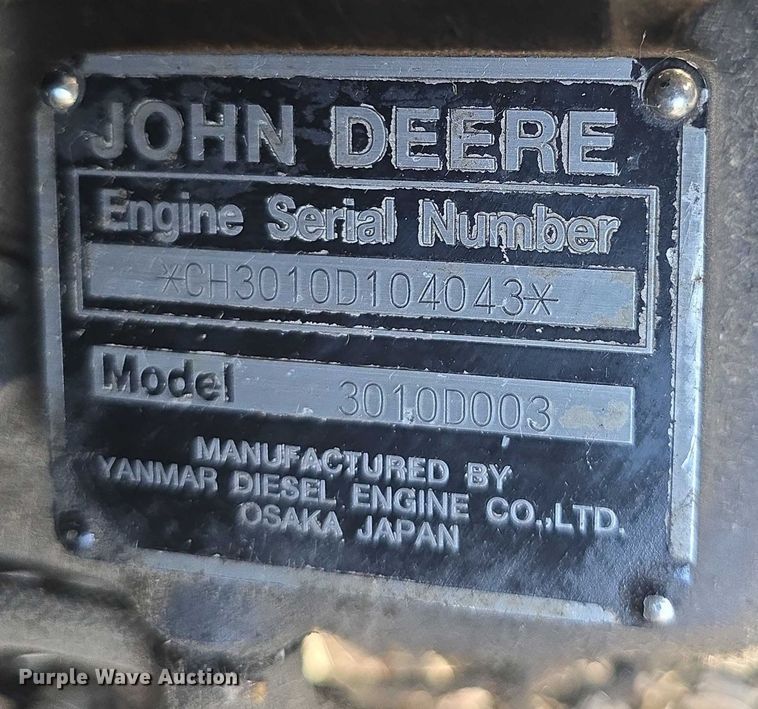 JOHN DEERE
Engine Serial Number
*CH3010D104043*
Model 3010D003
MANUFACTURED BY
YANMAR DIESEL ENGINE CO.,LTD.
OSAKA JAPAN
Purple Wave Auction